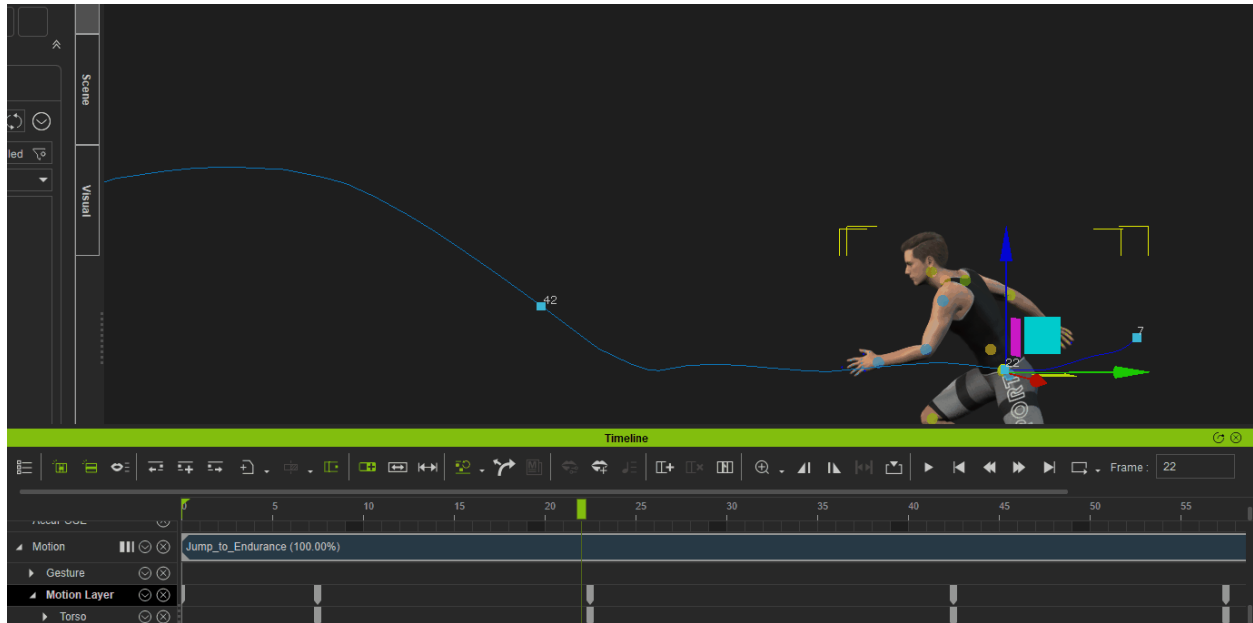 Scene
led
Visual
42
7
22
PORT
Timeline
Frame : 22
0 5 10 15 20 25 30 35 40 45 50 55
Motion
Jump_to_Endurance (100.00%)
Gesture
Motion Layer
Torso